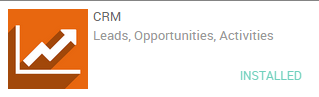 CRM
Leads, Opportunities, Activities
INSTALLED